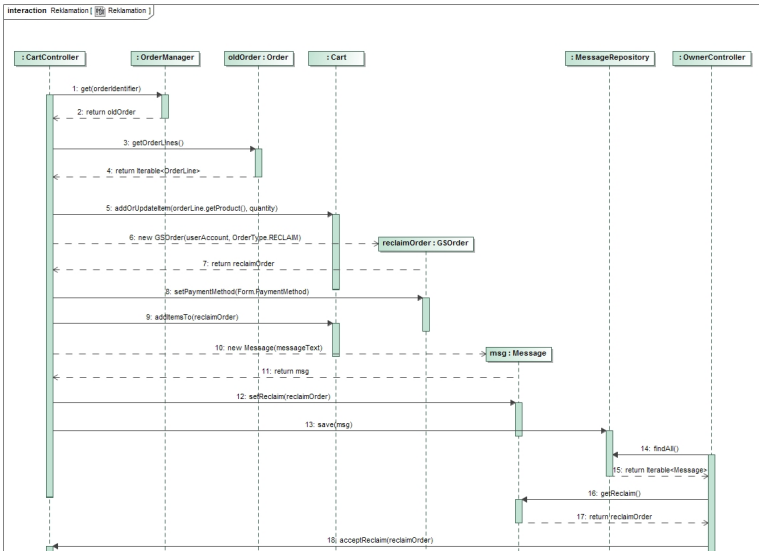 interaction Reklamation [ Reklamation ]
: CartController
: OrderManager
oldOrder : Order
: Cart
: MessageRepository
: OwnerController
1: get(orderIdentifier)
2: return oldOrder
3: getOrderLines()
4: return Iterable<OrderLine>
5: addOrUpdateItem(orderLine.getProduct(), quantity)
6: new GSOrder(userAccount, OrderType.RECLAIM)
reclaimOrder : GSOrder
7: return reclaimOrder
8: setPaymentMethod(Form.PaymentMethod)
9: addItemsTo(reclaimOrder)
10: new Message(messageText)
msg : Message
11: return msg
12: setReclaim(reclaimOrder)
13: save(msg)
14: findAll()
15: return Iterable<Message>
16: getReclaim()
17: return reclaimOrder
18: acceptReclaim(reclaimOrder)